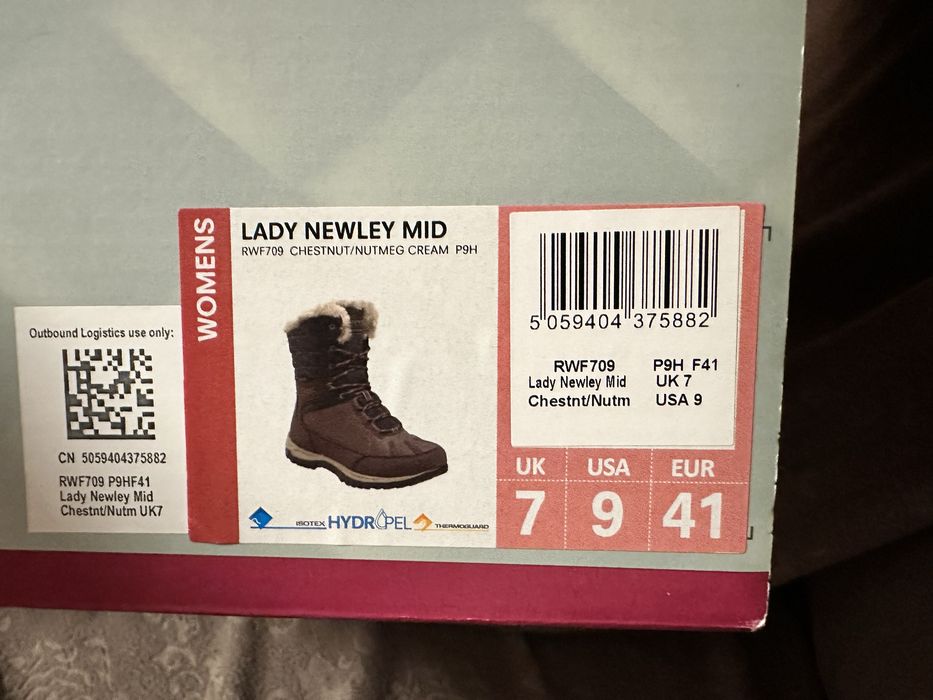 WOMENS
LADY NEWLEY MID
RWF709 CHESTNUT/NUTMEG CREAM P9H
ISOTEX HYDROPEL THERMOGUARD
5 059404 375882
RWF709 P9H F41
Lady Newley Mid UK 7
Chestnt/Nutm USA 9
UK USA EUR
7 9 41
Outbound Logistics use only:
CN 5059404375882
RWF709 P9HF41
Lady Newley Mid
Chestnt/Nutm UK7